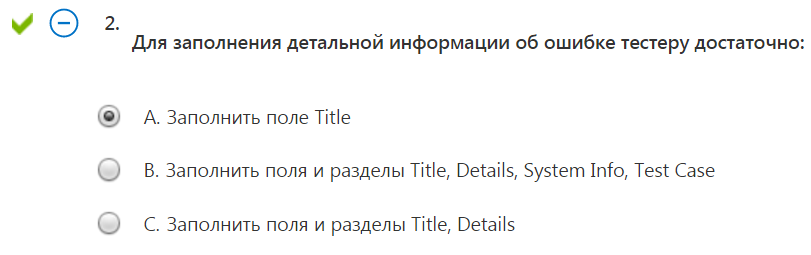 2.
Для заполнения детальной информации об ошибке тестеру достаточно:
A. Заполнить поле Title
B. Заполнить поля и разделы Title, Details, System Info, Test Case
C. Заполнить поля и разделы Title, Details